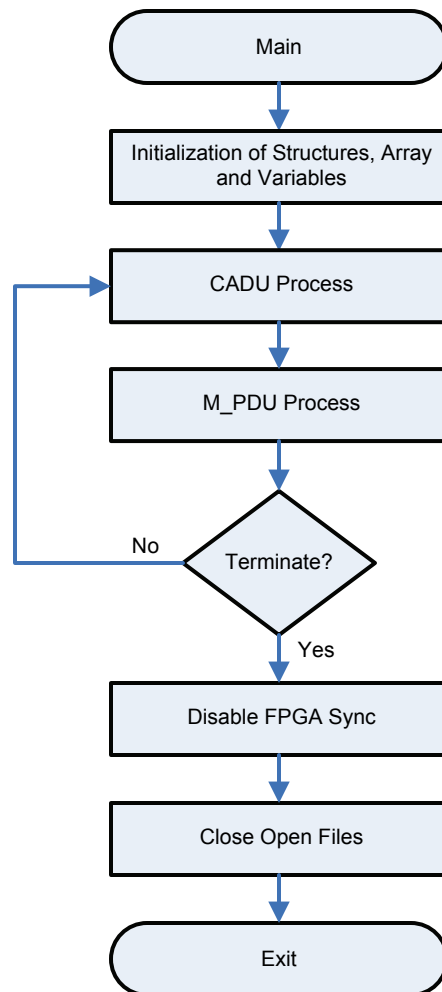 Main
Initialization of Structures, Array
and Variables
CADU Process
M_PDU Process
No
Terminate?
Yes
Disable FPGA Sync
Close Open Files
Exit